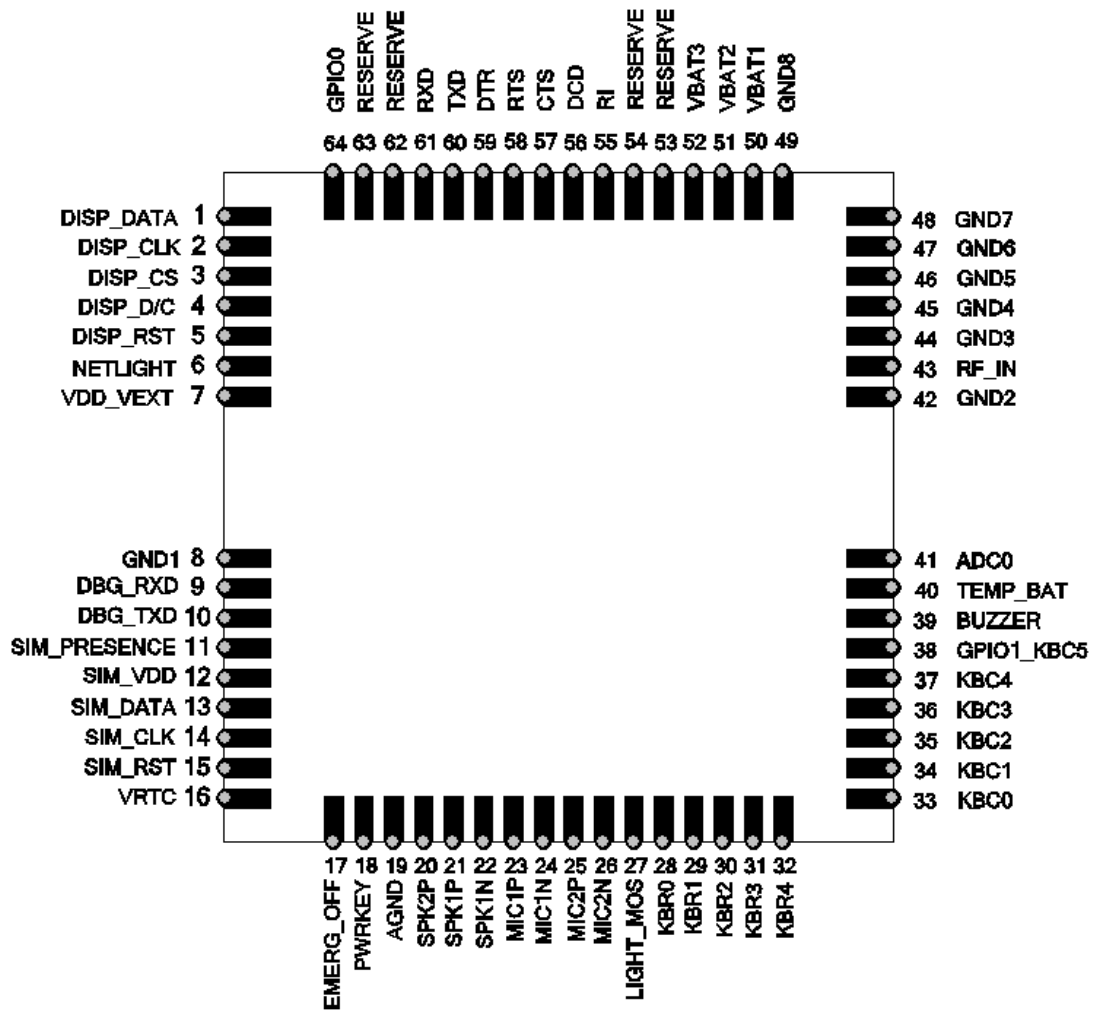 GPIO0
RESERVE
RESERVE
RXD
TXD
DTR
RTS
CTS
DCD
RI
RESERVE
RESERVE
VBAT3
VBAT2
VBAT1
GND8
64 63 62 61 60 59 58 57 56 55 54 53 52 51 50 49
DISP_DATA 1
DISP_CLK 2
DISP_CS 3
DISP_D/C 4
DISP_RST 5
NETLIGHT 6
VDD_VEXT 7
GND1 8
DBG_RXD 9
DBG_TXD 10
SIM_PRESENCE 11
SIM_VDD 12
SIM_DATA 13
SIM_CLK 14
SIM_RST 15
VRTC 16
48 GND7
47 GND6
46 GND5
45 GND4
44 GND3
43 RF_IN
42 GND2
41 ADC0
40 TEMP_BAT
39 BUZZER
38 GPIO1_KBC5
37 KBC4
36 KBC3
35 KBC2
34 KBC1
33 KBC0
17 18 19 20 21 22 23 24 25 26 27 28 29 30 31 32
EMERG_OFF
PWRKEY
AGND
SPK2P
SPK1P
SPK1N
MIC1P
MIC1N
MIC2P
MIC2N
LIGHT_MOS
KBR0
KBR1
KBR2
KBR3
KBR4